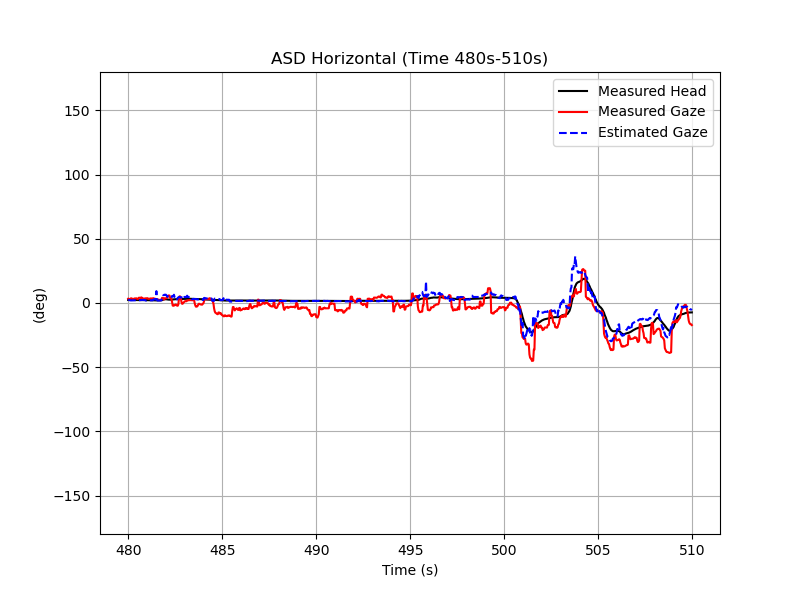 ASD Horizontal (Time 480s-510s)
Measured Head
Measured Gaze
Estimated Gaze
150
100
50
0
−50
−100
−150
(deg)
480 485 490 495 500 505 510
Time (s)